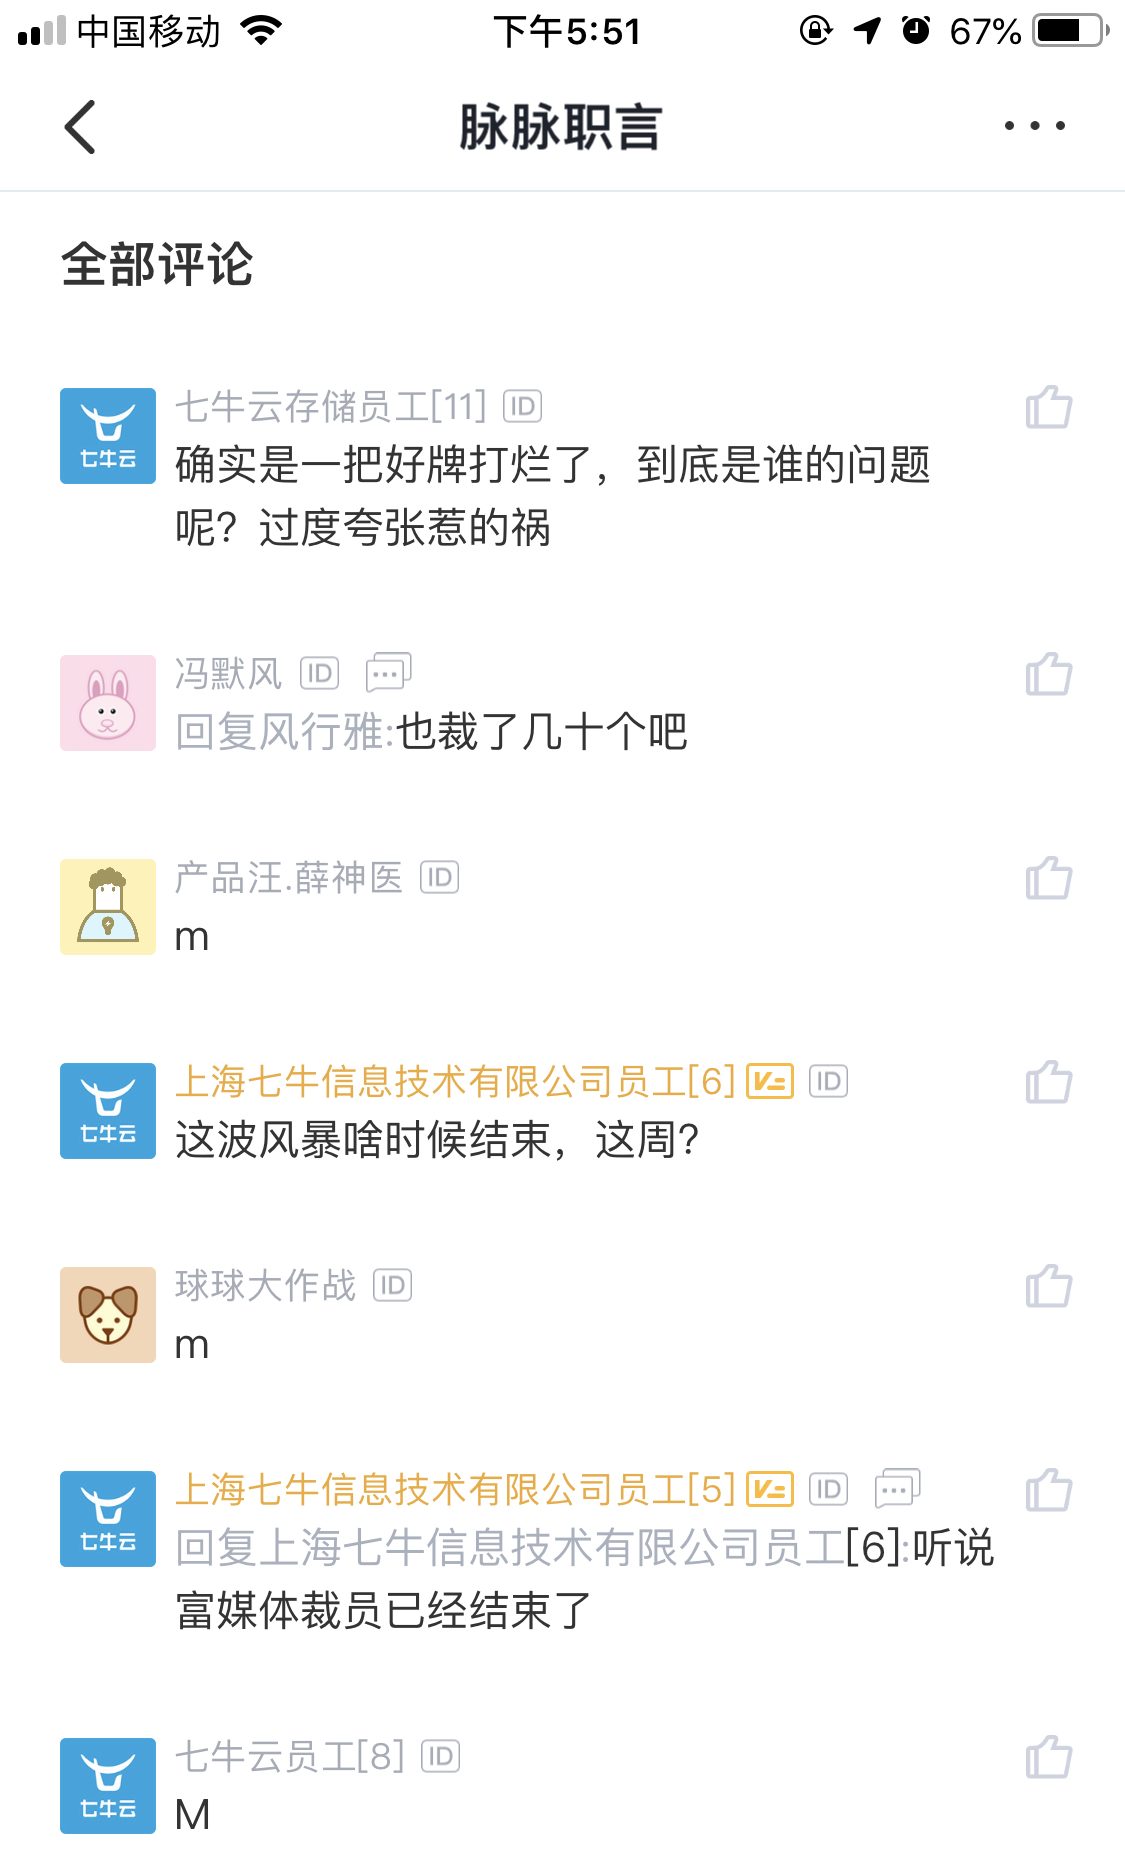 中国移动 下午5:51 67%
脉脉职言
全部评论
七牛云
七牛云存储员工[11] ID
确实是一把好牌打烂了，到底是谁的问题
呢？过度夸张惹的祸
冯默风 ID
回复风行雅:也裁了几十个吧
产品汪.薛神医 ID
m
七牛云
上海七牛信息技术有限公司员工[6] V ID
这波风暴啥时候结束，这周？
球球大作战 ID
m
七牛云
上海七牛信息技术有限公司员工[5] V ID
回复上海七牛信息技术有限公司员工[6]:听说
富媒体裁员已经结束了
七牛云
七牛云员工[8] ID
M